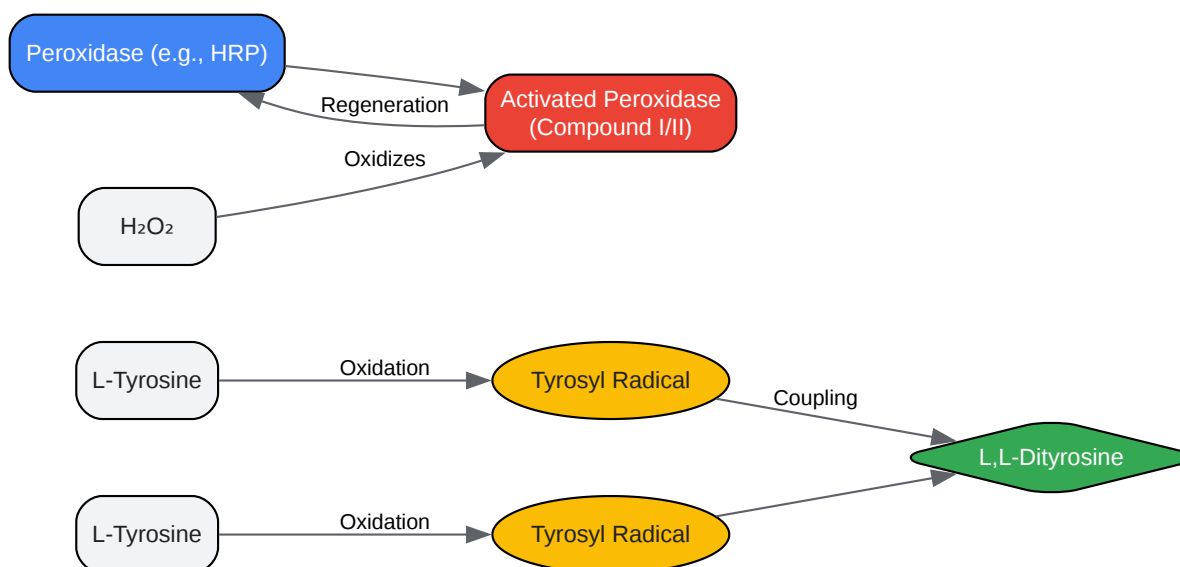 Peroxidase (e.g., HRP)
Regeneration
Activated Peroxidase
(Compound I/II)
Oxidizes
H₂O₂
L-Tyrosine
Oxidation
Tyrosyl Radical
Coupling
L,L-Dityrosine
L-Tyrosine
Oxidation
Tyrosyl Radical